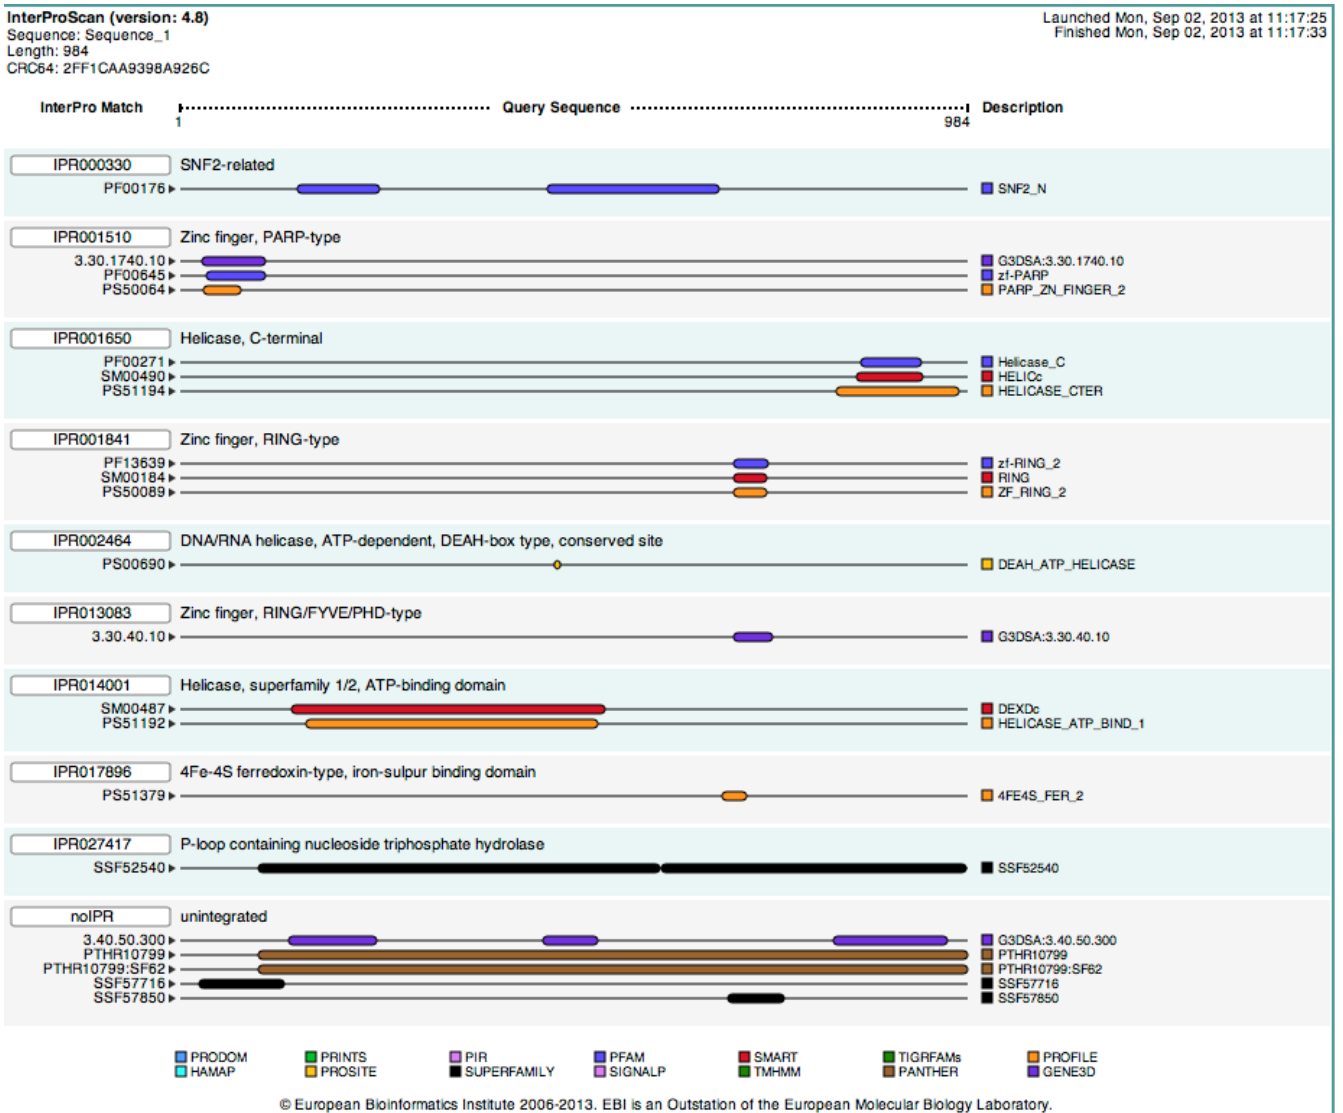 InterProScan (version: 4.8)
Sequence: Sequence_1
Length: 984
CRC64: 2FF1CAA9398A926C
Launched Mon, Sep 02, 2013 at 11:17:25
Finished Mon, Sep 02, 2013 at 11:17:33
InterPro Match Query Sequence Description
1 984
IPR000330 SNF2-related
PF00176 SNF2_N
IPR001510 Zinc finger, PARP-type
3.30.1740.10 G3DSA:3.30.1740.10
PF00645 zf-PARP
PS50064 PARP_ZN_FINGER_2
IPR001650 Helicase, C-terminal
PF00271 Helicase_C
SM00490 HELICc
PS51194 HELICASE_CTER
IPR001841 Zinc finger, RING-type
PF13639 zf-RING_2
SM00184 RING
PS50089 ZF_RING_2
IPR002464 DNA/RNA helicase, ATP-dependent, DEAH-box type, conserved site
PS00690 DEAH_ATP_HELICASE
IPR013083 Zinc finger, RING/FYVE/PHD-type
3.30.40.10 G3DSA:3.30.40.10
IPR014001 Helicase, superfamily 1/2, ATP-binding domain
SM00487 DEXDc
PS51192 HELICASE_ATP_BIND_1
IPR017896 4Fe-4S ferredoxin-type, iron-sulpur binding domain
PS51379 4FE4S_FER_2
IPR027417 P-loop containing nucleoside triphosphate hydrolase
SSF52540 SSF52540
noIPR unintegrated
3.40.50.300 G3DSA:3.40.50.300
PTHR10799 PTHR10799
PTHR10799:SF62 PTHR10799:SF62
SSF57716 SSF57716
SSF57850 SSF57850
PRODOM PRINTS PIR PFAM SMART TIGRFAMs PROFILE
HAMAP PROSITE SUPERFAMILY SIGNALP TMHMM PANTHER GENE3D
© European Bioinformatics Institute 2006-2013. EBI is an Outstation of the European Molecular Biology Laboratory.